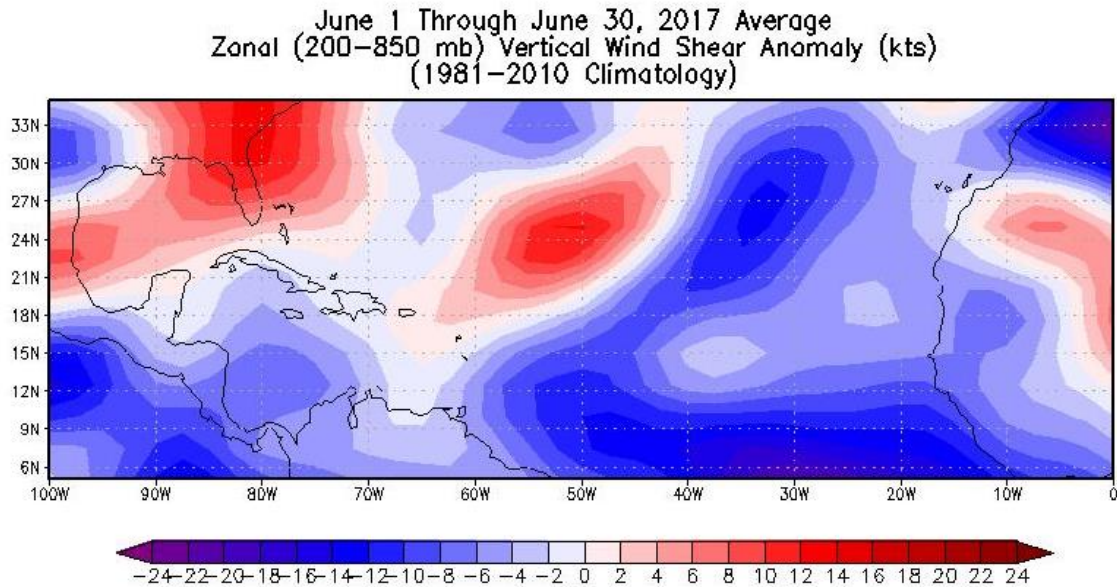 June 1 Through June 30, 2017 Average
Zonal (200-850 mb) Vertical Wind Shear Anomaly (kts)
(1981-2010 Climatology)
33N
30N
27N
24N
21N
18N
15N
12N
9N
6N
100W 90W 80W 70W 60W 50W 40W 30W 20W 10W 0
-24 -22 -20 -18 -16 -14 -12 -10 -8 -6 -4 -2 0 2 4 6 8 10 12 14 16 18 20 22 24